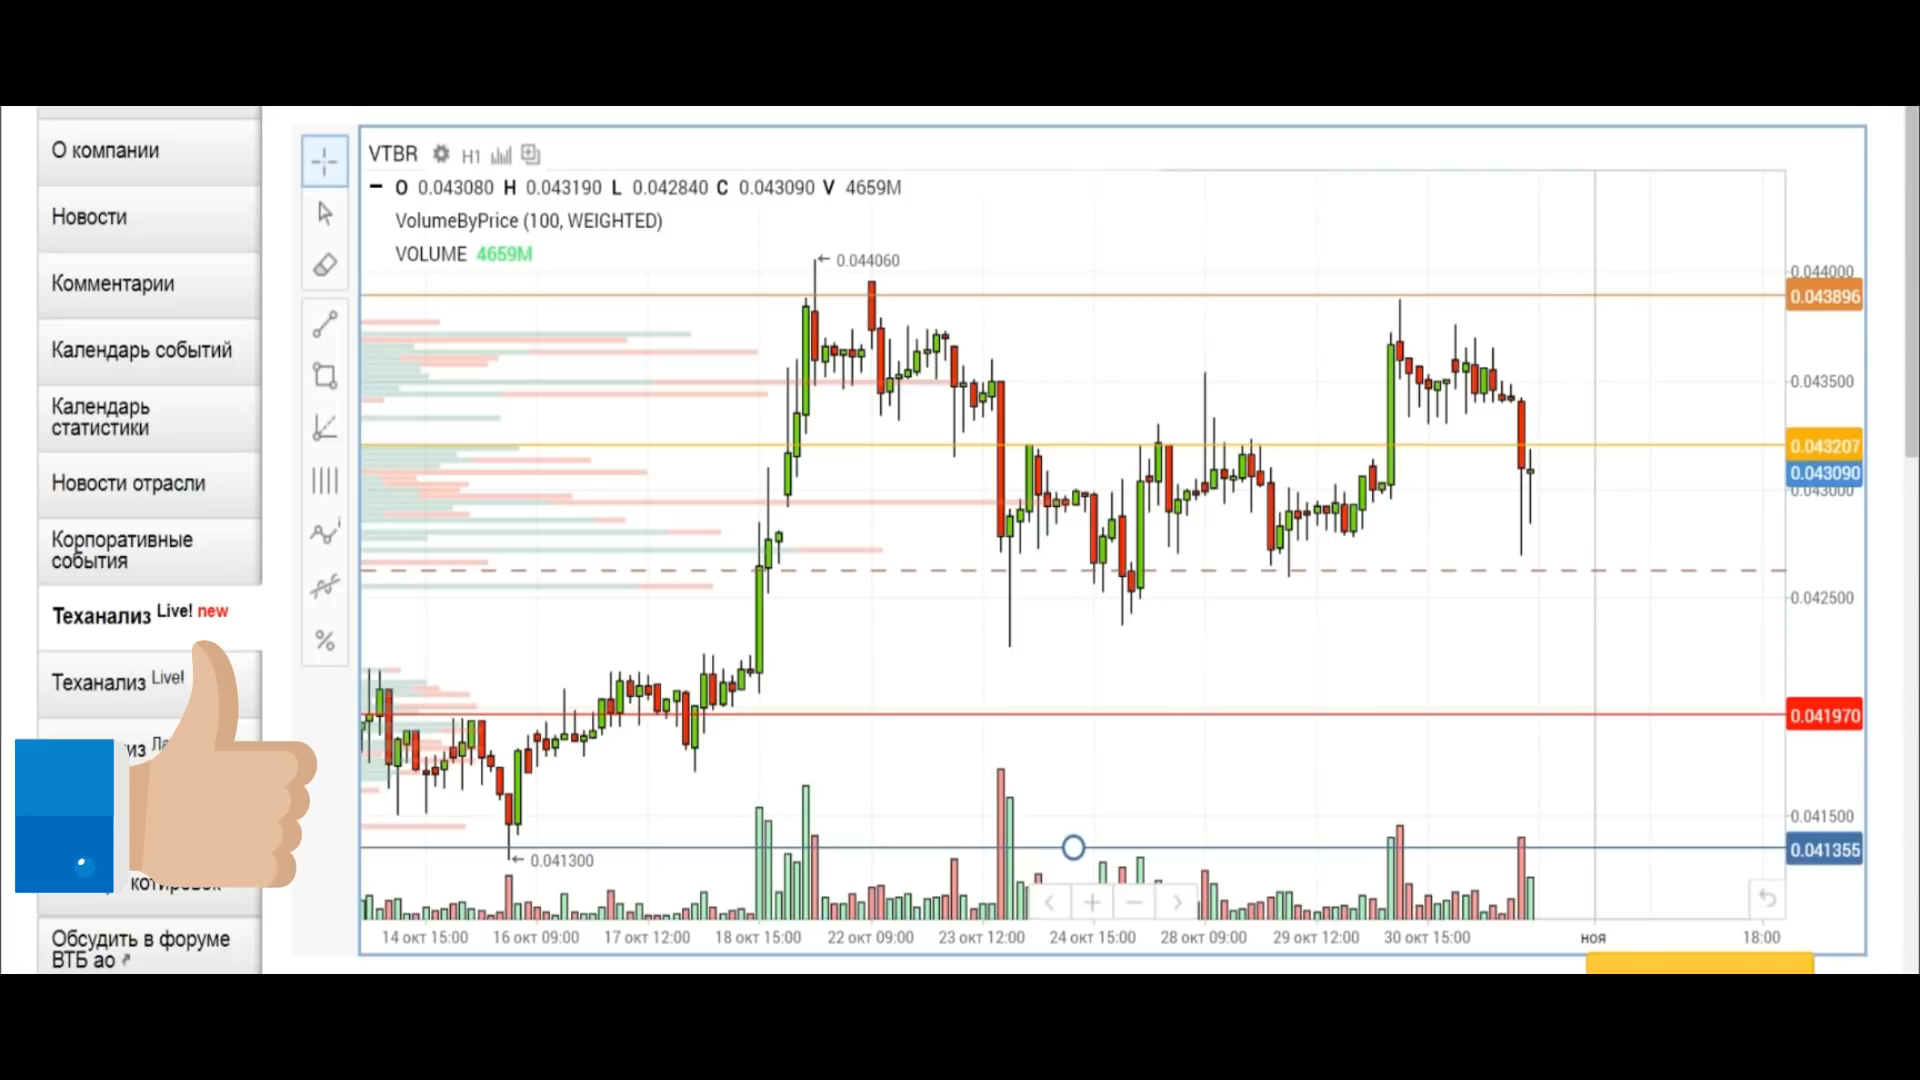 О компании
Новости
Комментарии
Календарь событий
Календарь
статистики
Новости отрасли
Корпоративные
события
Теханализ Live! new
Теханализ Live!
Обсудить в форуме
ВТБ ао
VTBR H1
O 0.043080 H 0.043190 L 0.042840 C 0.043090 V 4659M
VolumeByPrice (100, WEIGHTED)
VOLUME 4659M
0.044060
0.041300
0.044000
0.043896
0.043500
0.043207
0.043090
0.043000
0.042500
0.041970
0.041500
0.041355
14 окт 15:00 16 окт 09:00 17 окт 12:00 18 окт 15:00 22 окт 09:00 23 окт 12:00 24 окт 15:00 28 окт 09:00 29 окт 12:00 30 окт 15:00 ноя 18:00